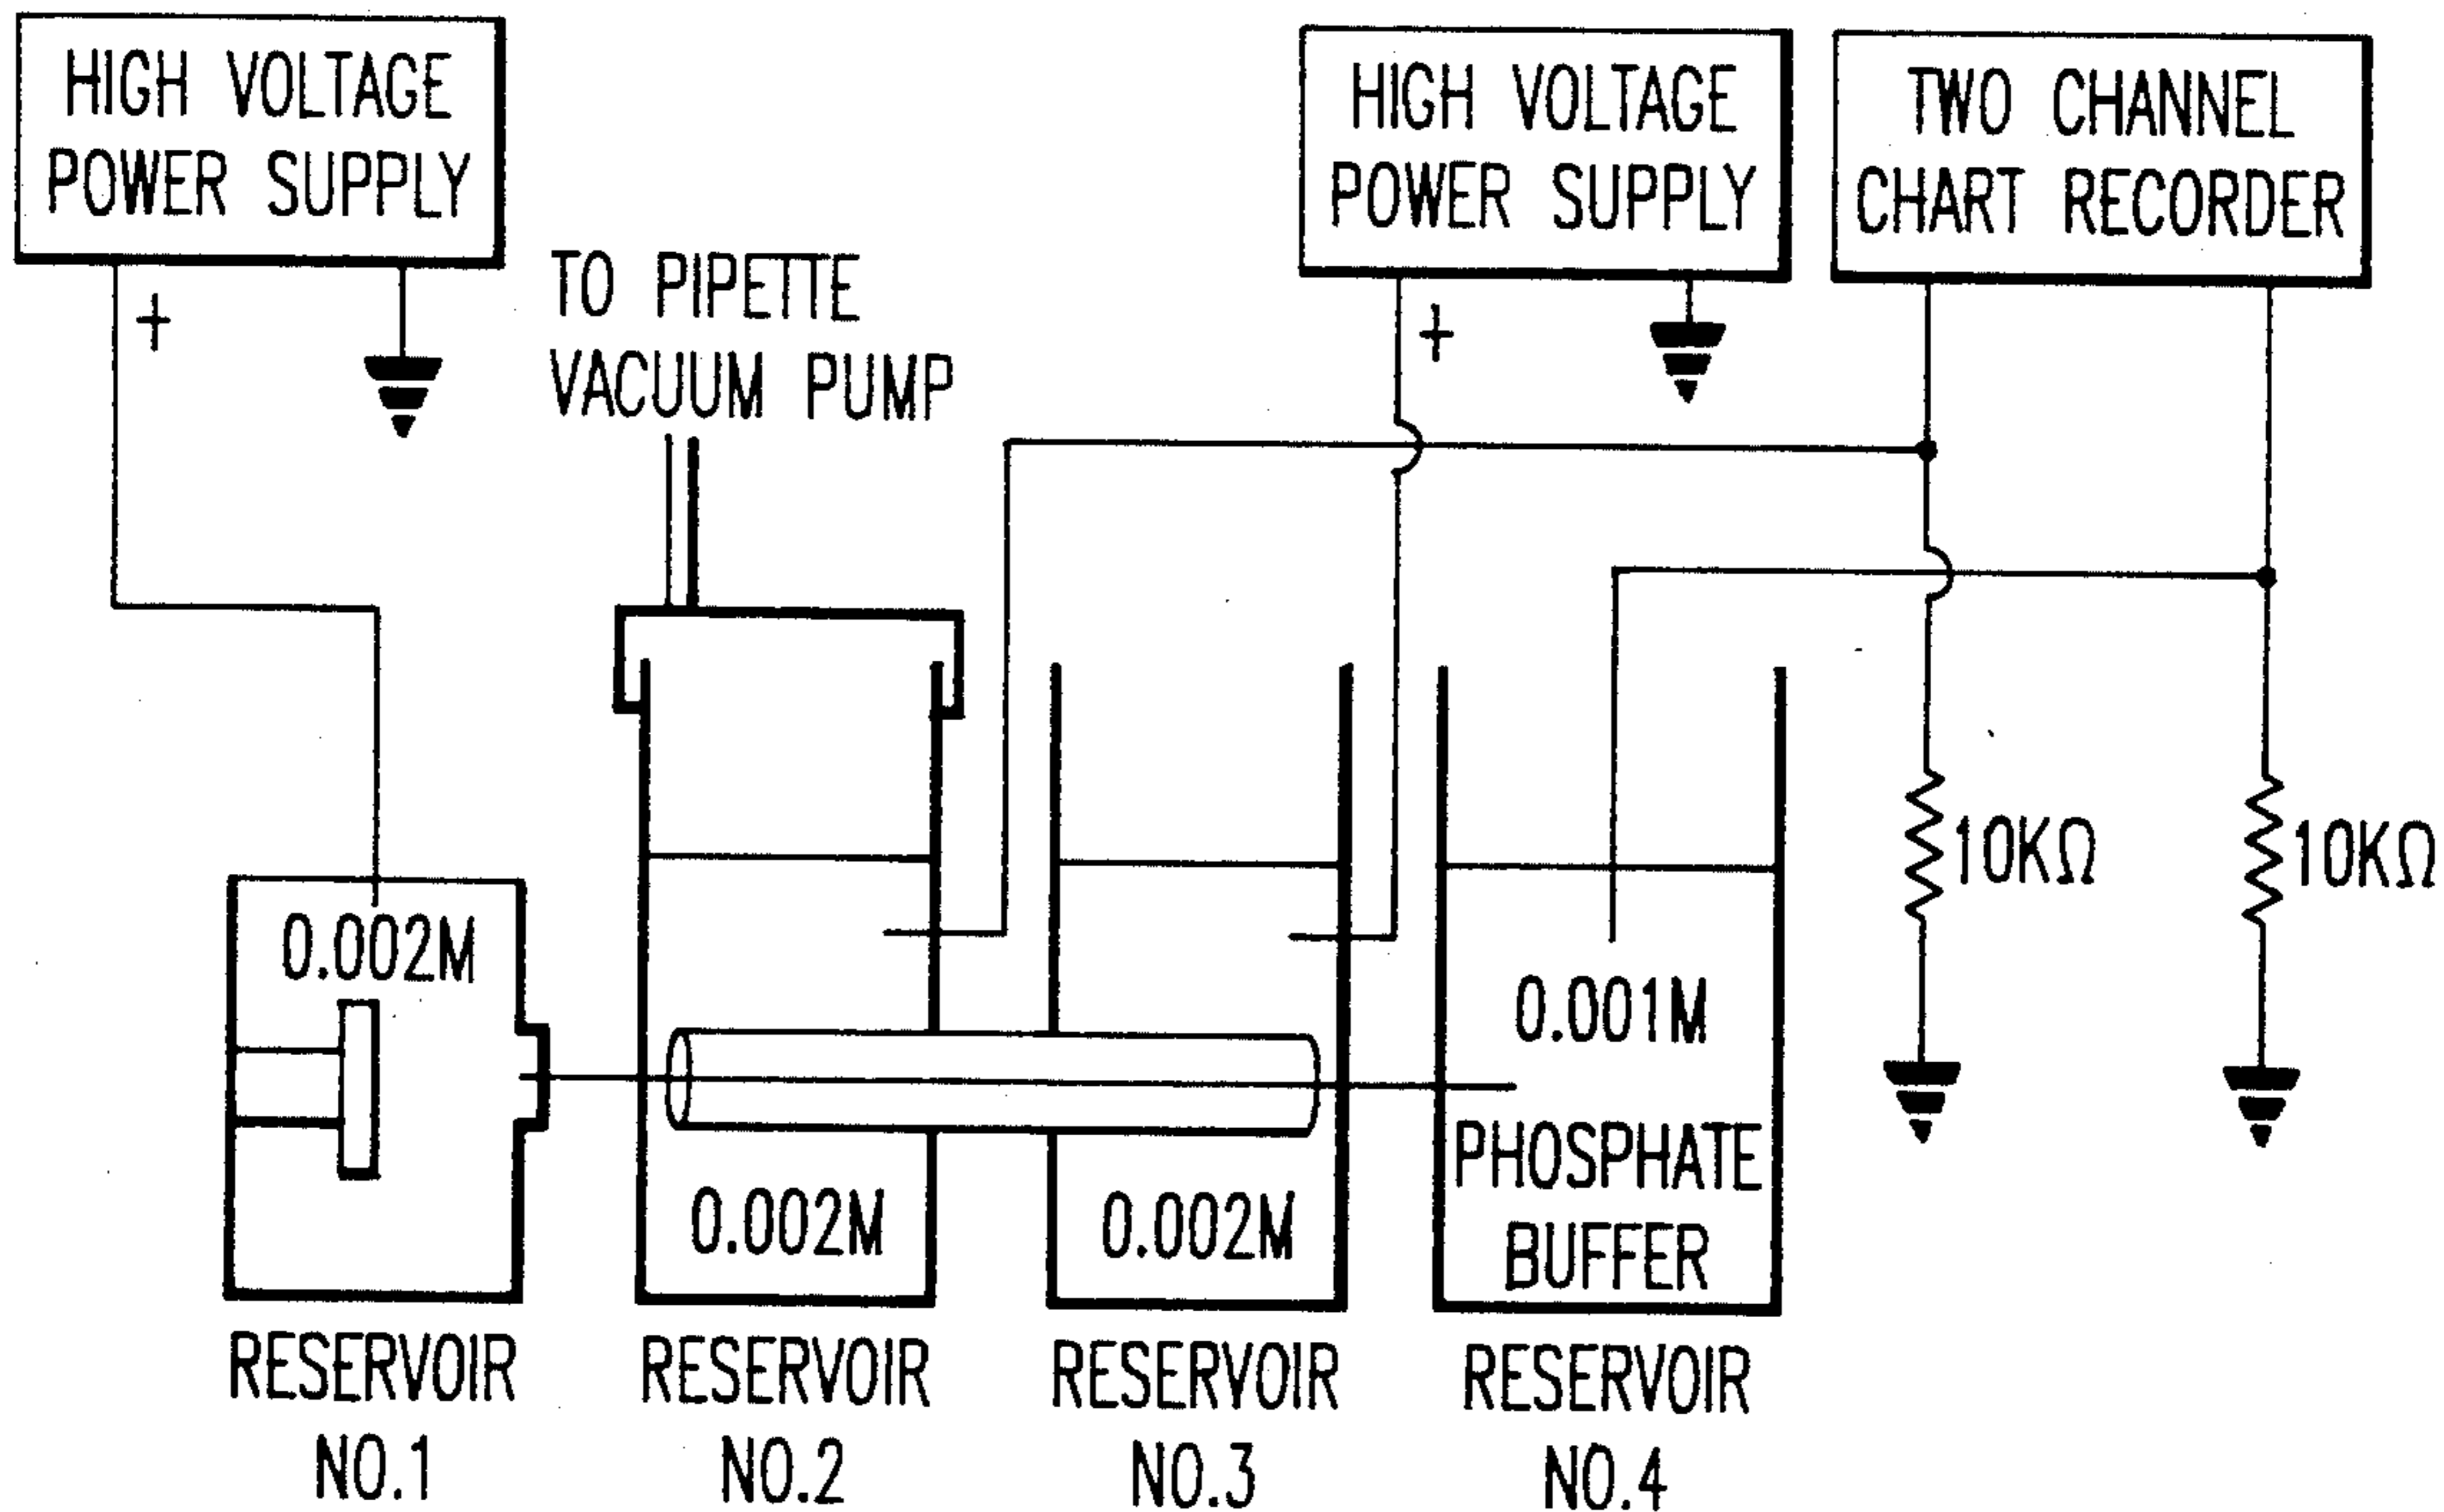 HIGH VOLTAGE
POWER SUPPLY
+
TO PIPETTE
VACUUM PUMP
HIGH VOLTAGE
POWER SUPPLY
+
TWO CHANNEL
CHART RECORDER
10KΩ
10KΩ
0.002M
0.002M
0.002M
0.001M
PHOSPHATE
BUFFER
RESERVOIR
NO.1
RESERVOIR
NO.2
RESERVOIR
NO.3
RESERVOIR
NO.4